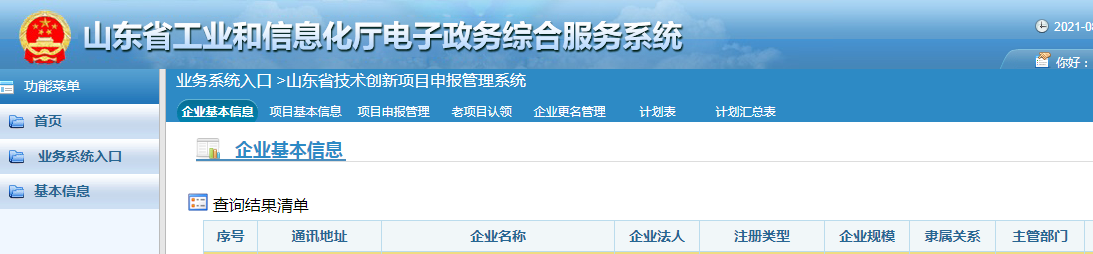 山东省工业和信息化厅电子政务综合服务系统
2021-0
你好：
功能菜单
首页
业务系统入口
基本信息
业务系统入口 >山东省技术创新项目申报管理系统
企业基本信息 项目基本信息 项目申报管理 老项目认领 企业更名管理 计划表 计划汇总表
企业基本信息
查询结果清单
序号 通讯地址 企业名称 企业法人 注册类型 企业规模 隶属关系 主管部门